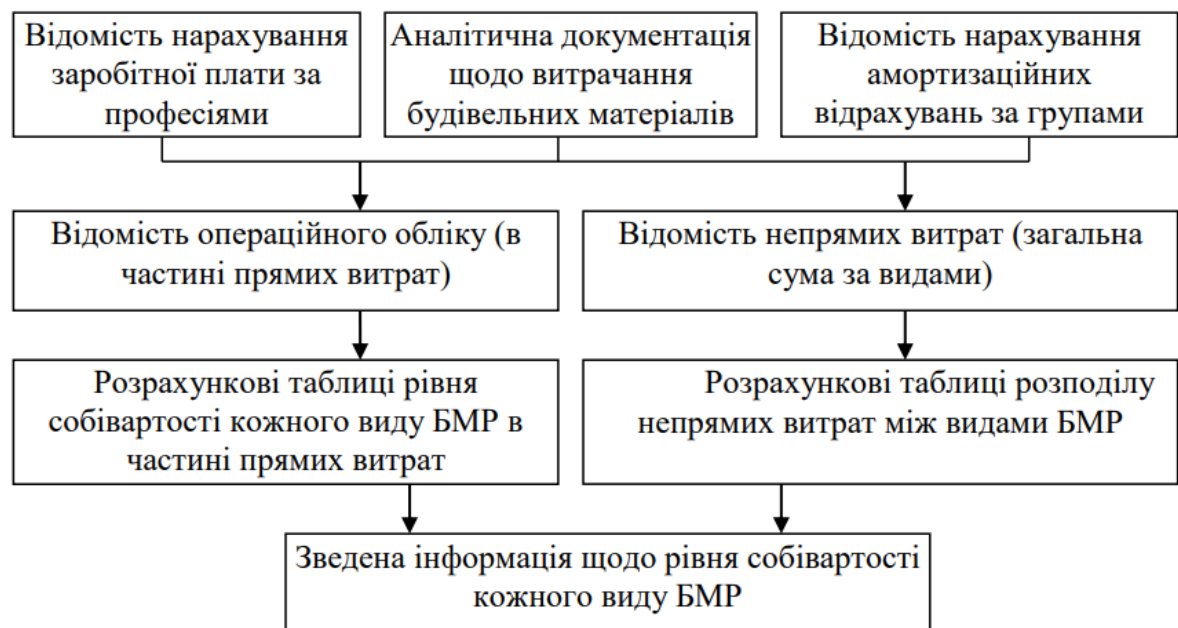 Відомість нарахування
заробітної плати за
професіями
Аналітична документація
щодо витрачання
будівельних матеріалів
Відомість нарахування
амортизаційних
відрахувань за групами
Відомість операційного обліку (в
частині прямих витрат)
Відомість непрямих витрат (загальна
сума за видами)
Розрахункові таблиці рівня
собівартості кожного виду БМР в
частині прямих витрат
Розрахункові таблиці розподілу
непрямих витрат між видами БМР
Зведена інформація щодо рівня собівартості
кожного виду БМР